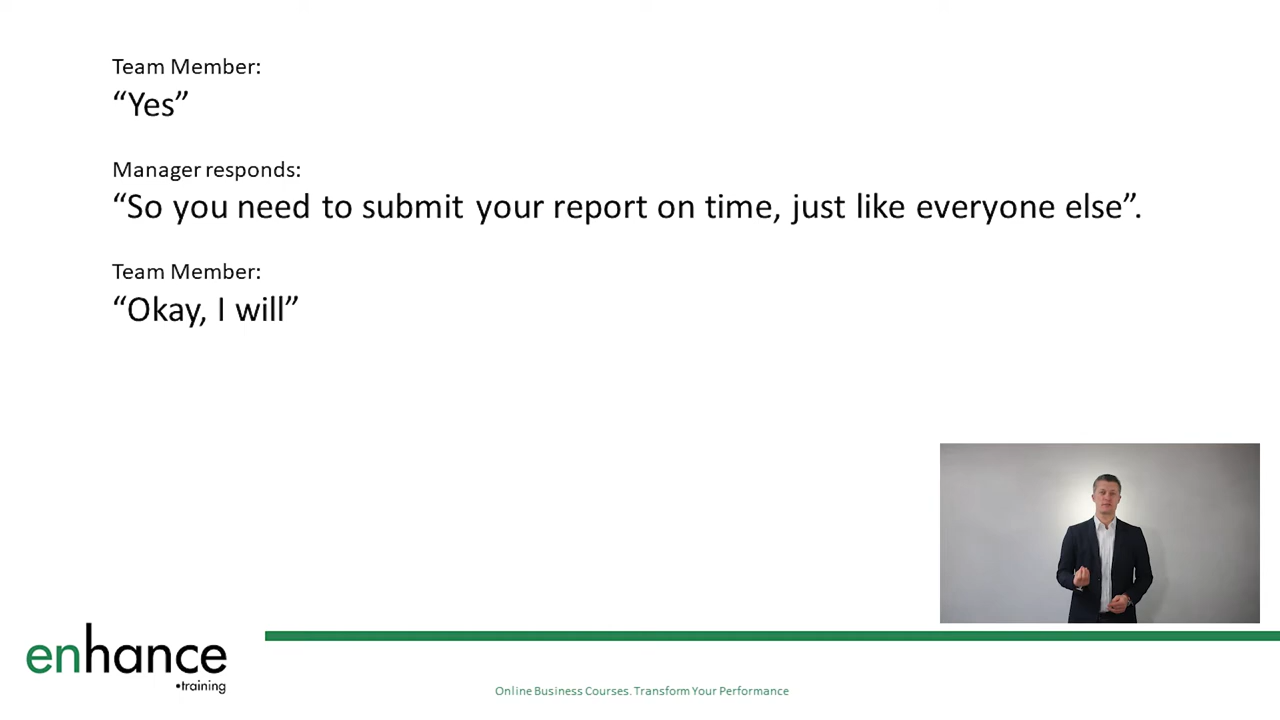 Team Member:
“Yes”
Manager responds:
“So you need to submit your report on time, just like everyone else”.
Team Member:
“Okay, I will”
enhance
•training
Online Business Courses. Transform Your Performance